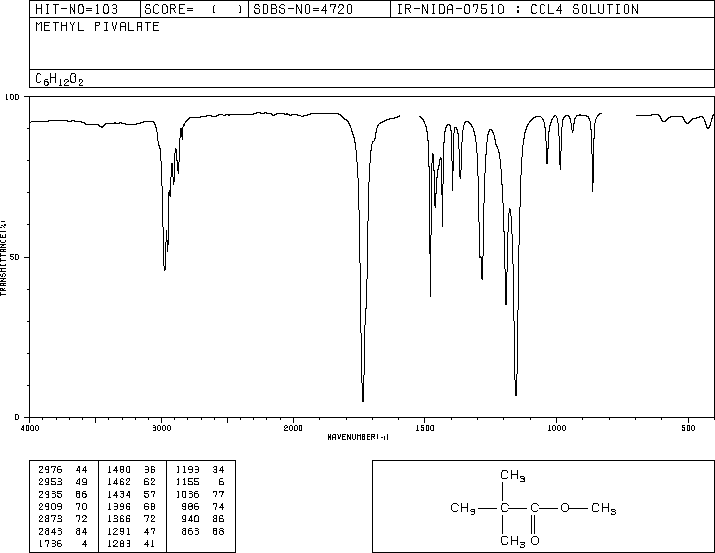 HIT-NO=103 SCORE= ( ) SDBS-NO=4720 IR-NIDA-07510 : CCL4 SOLUTION
METHYL PIVALATE
C6H12O2
100
50
0
TRANSMITTANCE(%)
4000 3000 2000 1500 1000 500
WAVENUMBER(-1)
2976 44 1480 36 1193 34
2953 49 1462 62 1155 6
2935 66 1434 57 1036 77
2909 70 1396 68 986 74
2873 72 1366 72 940 86
2843 84 1291 47 863 68
1736 4 1283 41
CH3
CH3 C C O CH3
CH3 O